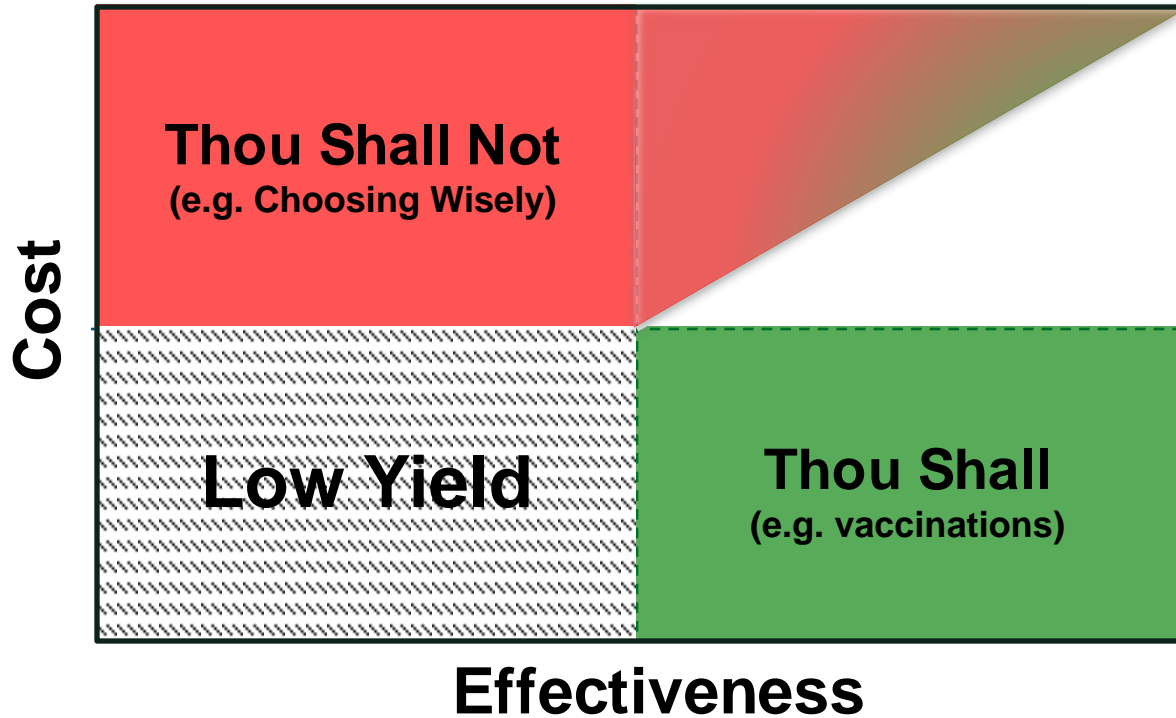 Thou Shall Not
(e.g. Choosing Wisely)
Cost
Low Yield
Thou Shall
(e.g. vaccinations)
Effectiveness